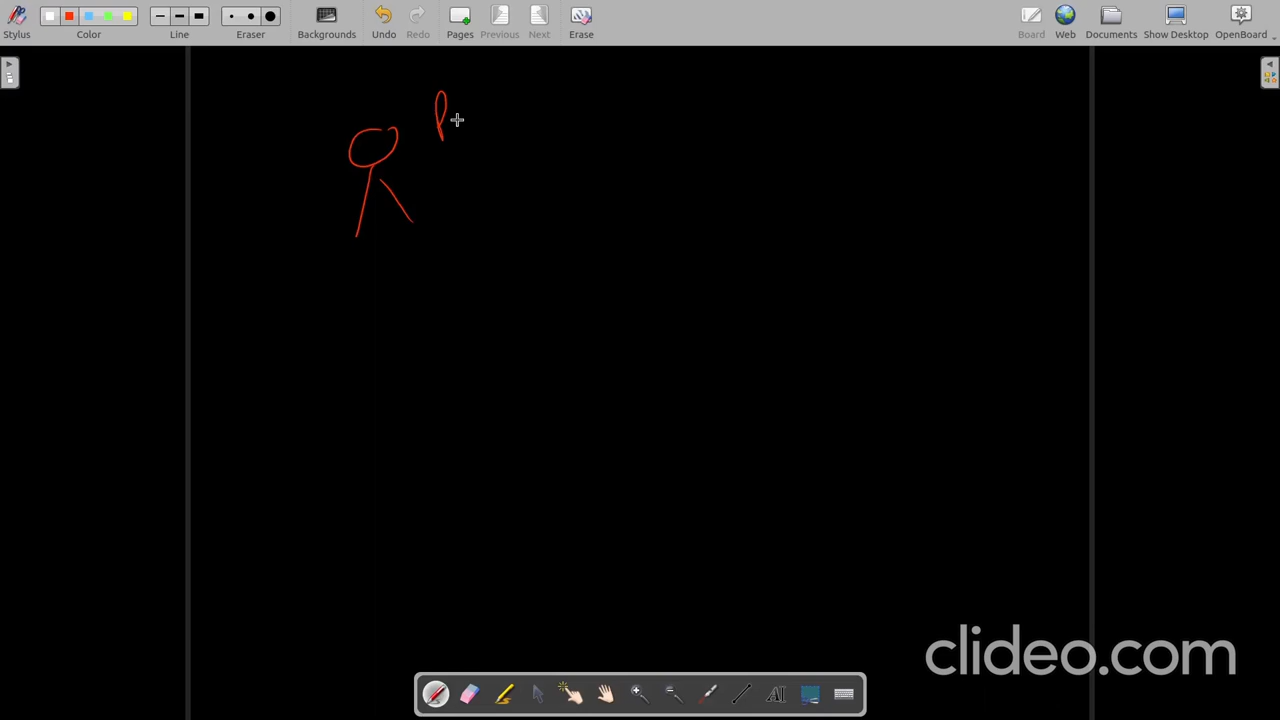 Stylus
Color
Line
Eraser
Backgrounds
Undo
Redo
Pages
Previous
Next
Erase
Board
Web
Documents
Show Desktop
OpenBoard
AI
clideo.com